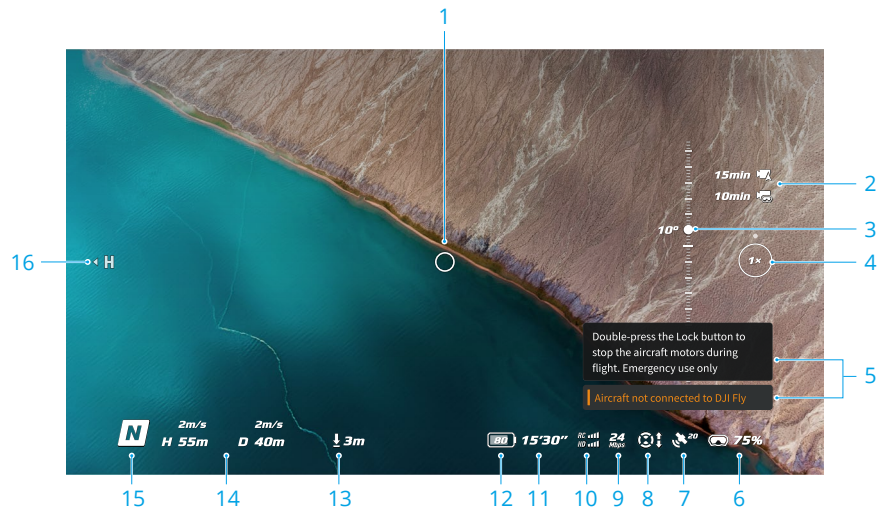 1
15min
2
10min
10°
3
16
H
1×
4
Double-press the Lock button to
stop the aircraft motors during
flight. Emergency use only
5
Aircraft not connected to DJI Fly
N
2m/s
H 55m
2m/s
D 40m
3m
80
15'30"
RC
HD
24
Mbps
20
75%
15
14
13
12
11
10
9
8
7
6